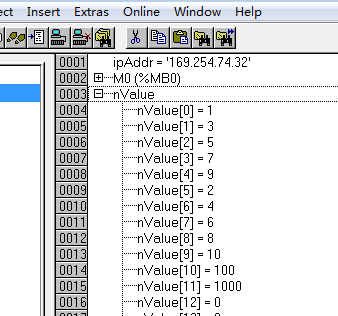 ect Insert Extras Online Window Help
0001 ipAddr = '169.254.74.32'
0002 M0 (%MB0)
0003 nValue
0004 nValue[0] = 1
0005 nValue[1] = 3
0006 nValue[2] = 5
0007 nValue[3] = 7
0008 nValue[4] = 9
0009 nValue[5] = 2
0010 nValue[6] = 4
0011 nValue[7] = 6
0012 nValue[8] = 8
0013 nValue[9] = 10
0014 nValue[10] = 100
0015 nValue[11] = 1000
0016 nValue[12] = 0